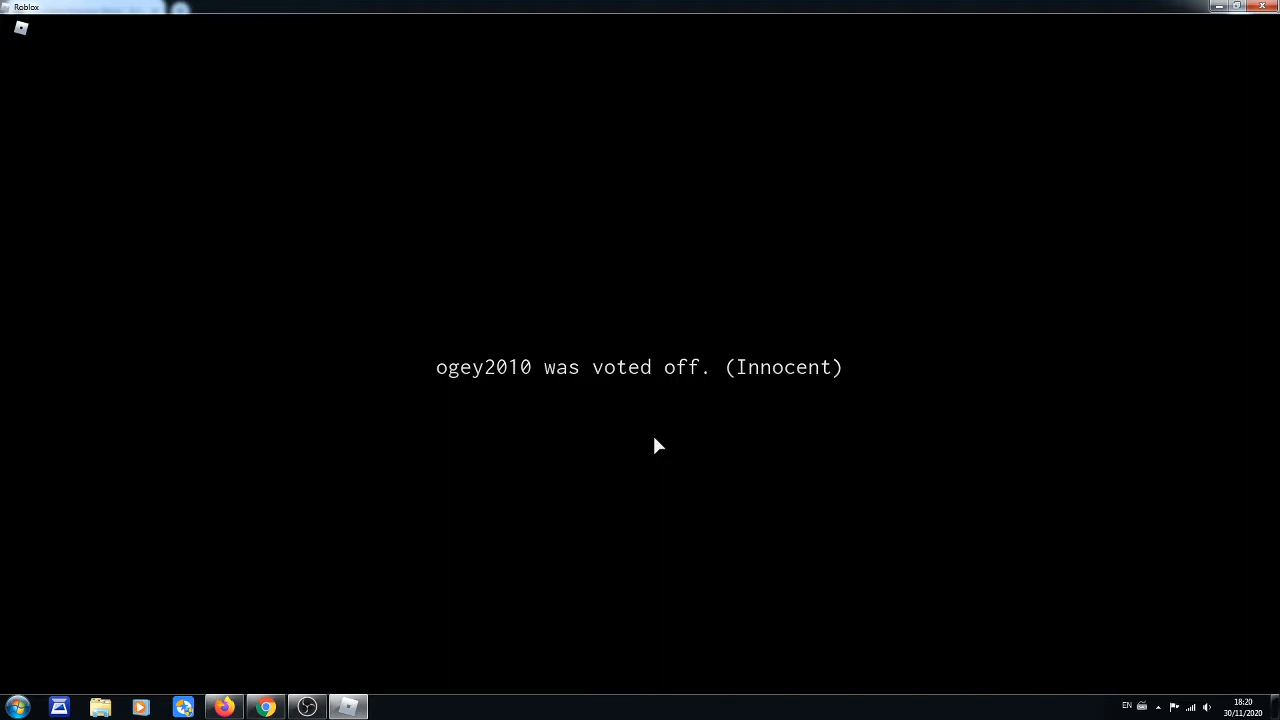 Roblox
ogey2010 was voted off. (Innocent)
EN
18:20
30/11/2020